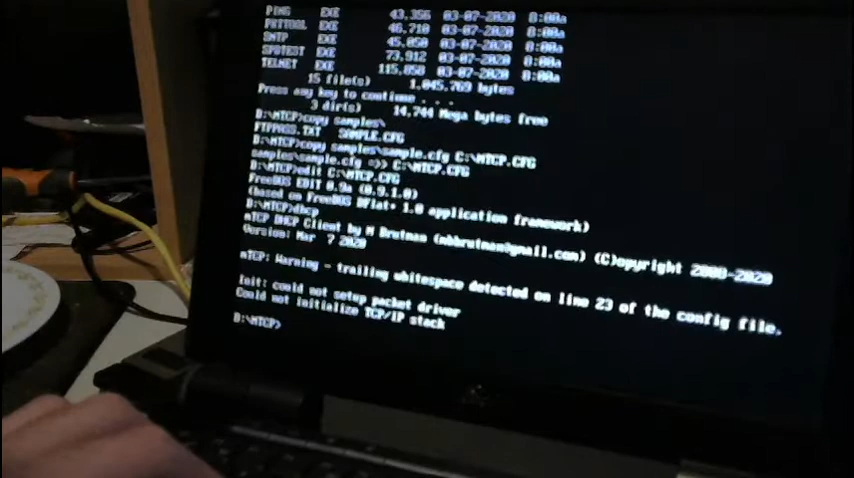 PING EXE 43,356 03-07-2020 8:00a
PKTTOOL EXE 46,710 03-07-2020 8:00a
SNTP EXE 45,050 03-07-2020 8:00a
SPDTEST EXE 73,912 03-07-2020 8:00a
TELNET EXE 115,050 03-07-2020 8:00a
15 file(s) 1,045,769 bytes
Press any key to continue . . .
3 dir(s) 14,744 Mega bytes free
D:\MTCP>copy samples\
FTPPASS.TXT SAMPLE.CFG
D:\MTCP>copy samples\sample.cfg C:\MTCP.CFG
samples\sample.cfg =>> C:\MTCP.CFG
D:\MTCP>edit C:\MTCP.CFG
FreeDOS EDIT 0.9a (0.9.1.0)
(based on FreeDOS DFlat+ 1.0 application framework)
D:\MTCP>dhcp
mTCP DHCP Client by M Brutman (mbbrutman@gmail.com) (C)opyright 2008-2020
Version: Mar 7 2020
mTCP: Warning - trailing whitespace detected on line 23 of the config file.
Init: could not setup packet driver
Could not initialize TCP/IP stack
D:\MTCP>